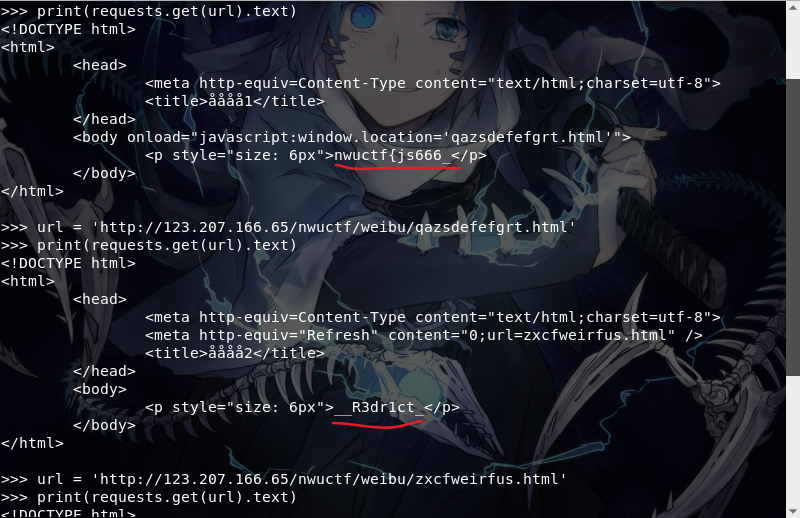 >>> print(requests.get(url).text)
<!DOCTYPE html>
<html>
        <head>
                <meta http-equiv=Content-Type content="text/html;charset=utf-8">
                <title>åååå1</title>
        </head>
        <body onload="javascript:window.location='qazsdefefgrt.html'">
                <p style="size: 6px">nwuctf{js666_</p>
        </body>
</html>
>>> url = 'http://123.207.166.65/nwuctf/weibu/qazsdefefgrt.html'
>>> print(requests.get(url).text)
<!DOCTYPE html>
<html>
        <head>
                <meta http-equiv=Content-Type content="text/html;charset=utf-8">
                <meta http-equiv="Refresh" content="0;url=zxcfweirfus.html" />
                <title>åååå2</title>
        </head>
        <body>
                <p style="size: 6px">__R3dr1ct_</p>
        </body>
</html>
>>> url = 'http://123.207.166.65/nwuctf/weibu/zxcfweirfus.html'
>>> print(requests.get(url).text)
<!DOCTYPE html>